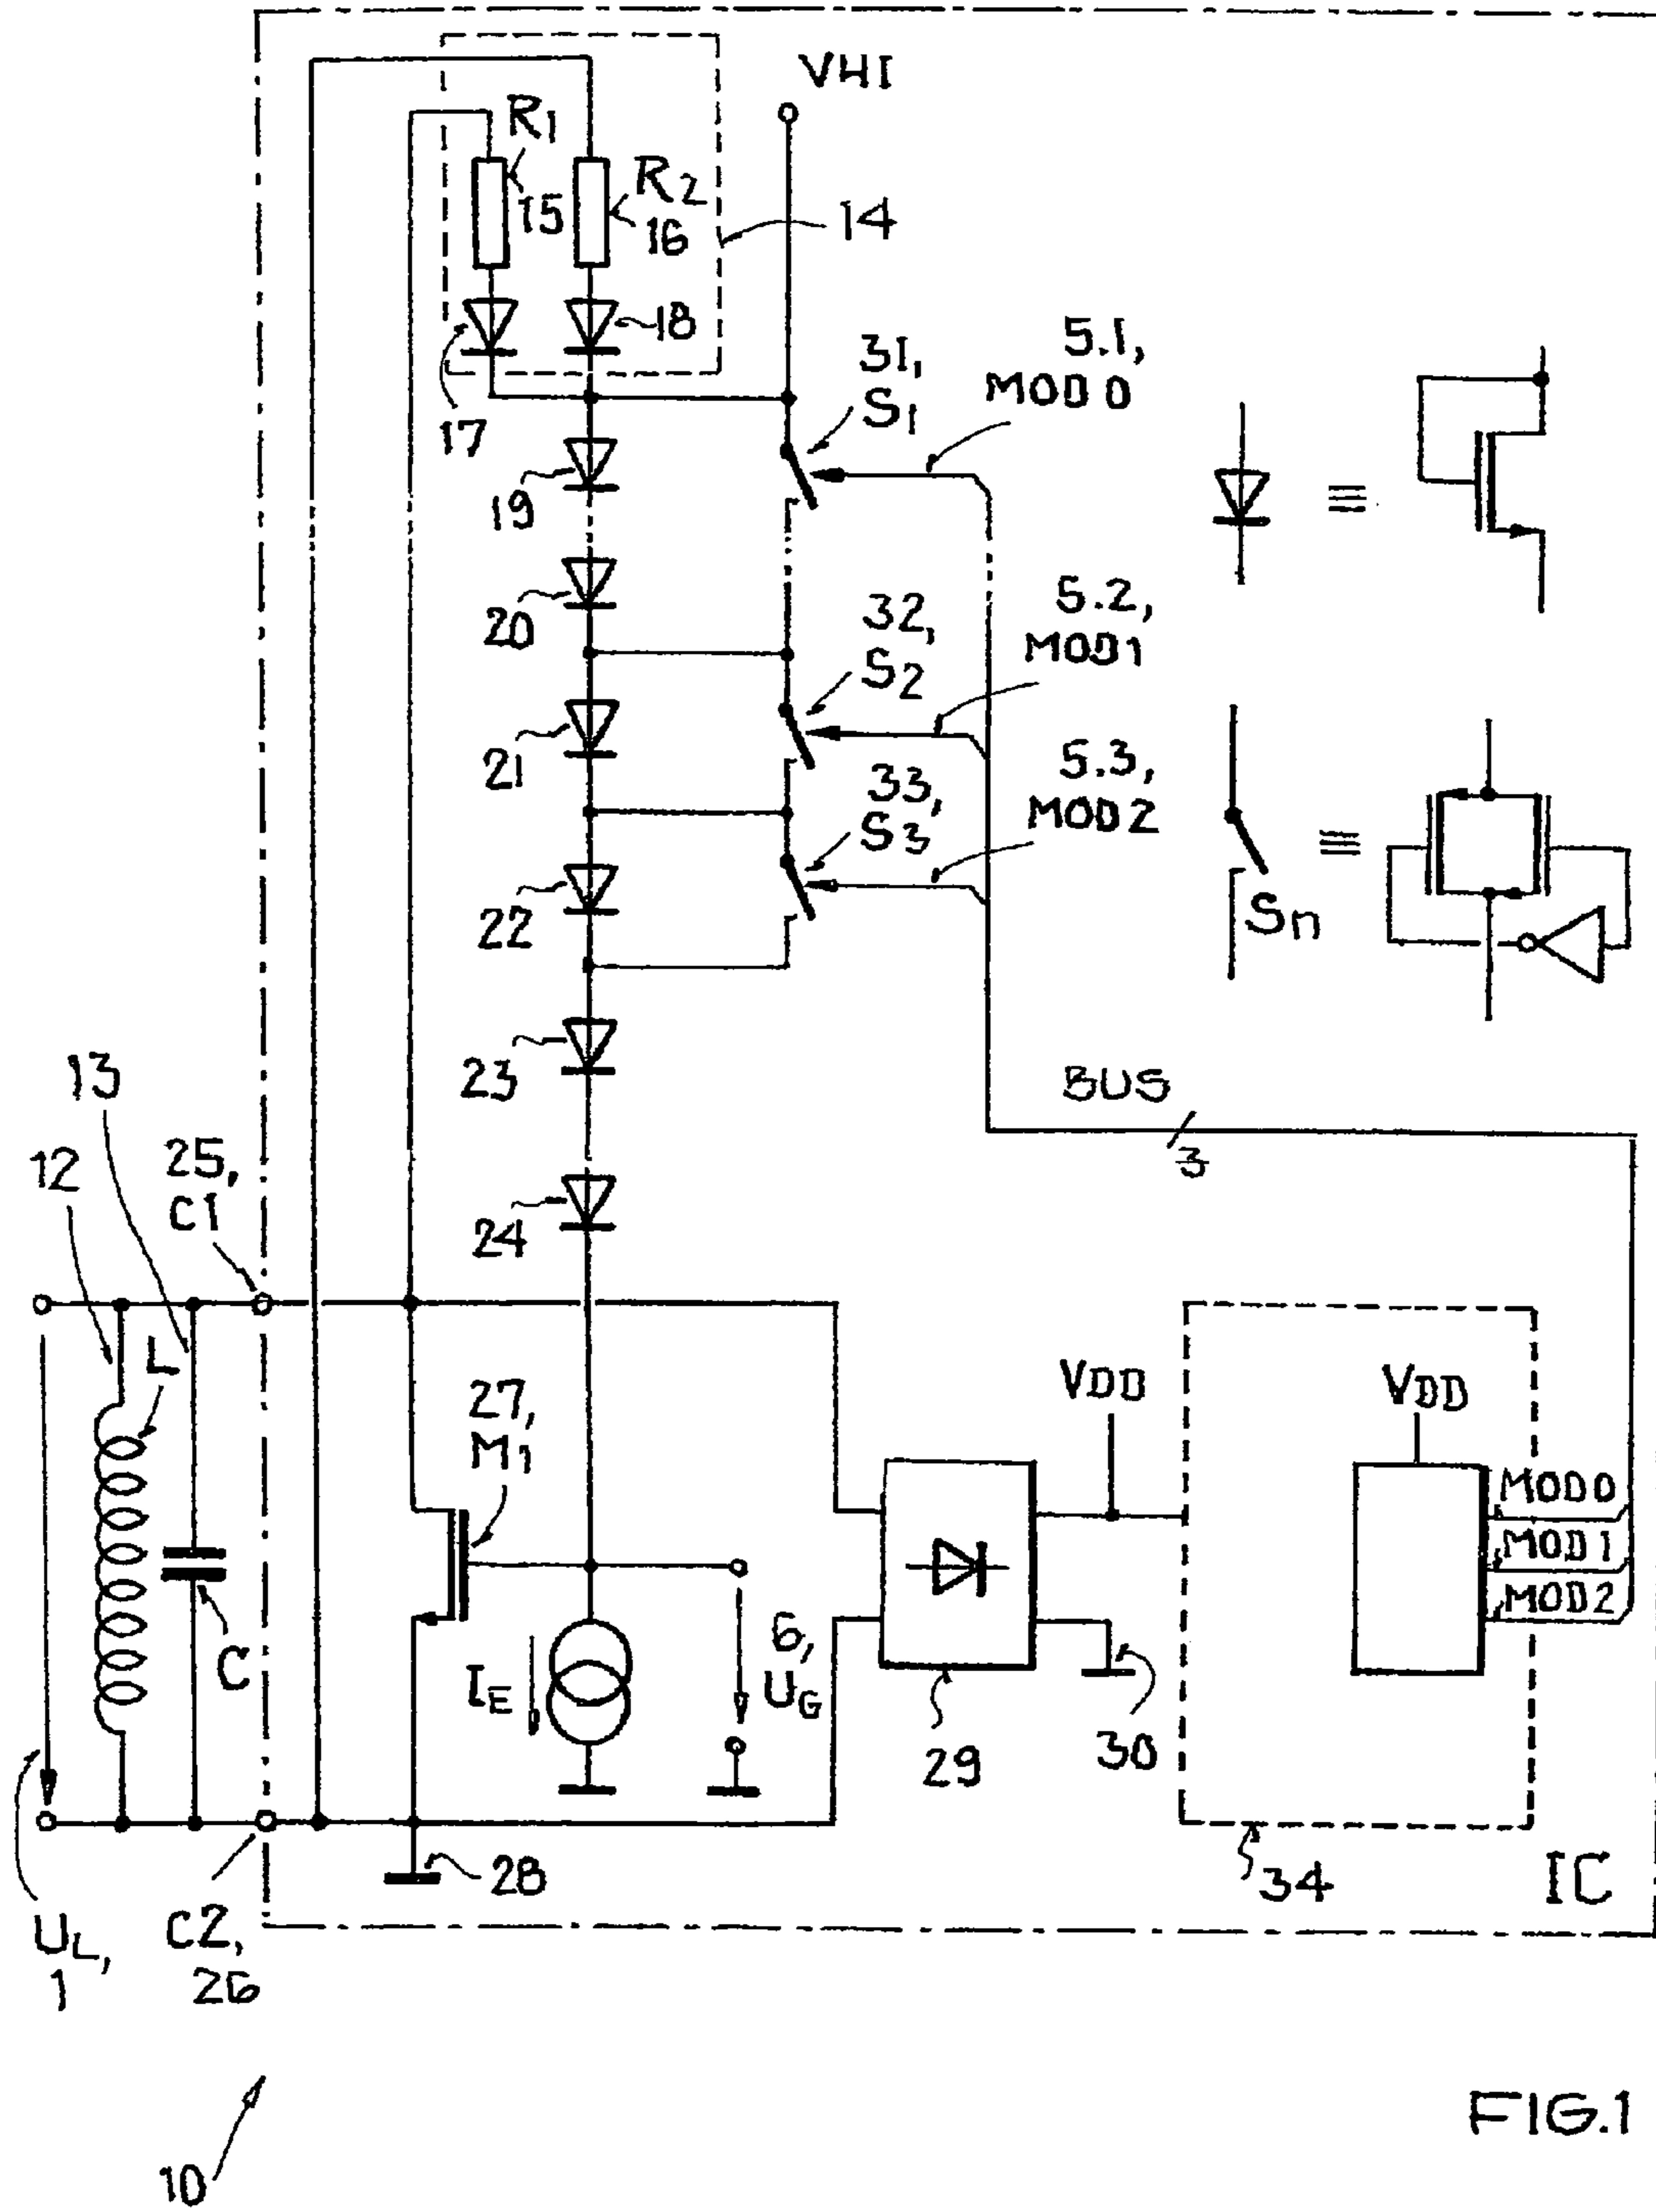 VHI
R1
15
R2
16
14
17
18
31,
S1
5.1,
MOD0
19
20
32,
S2
5.2,
MOD1
21
33,
S3
5.3,
MOD2
22
Sn
23
BUS
3
13
12
25,
C1
24
L
27,
M1
VDD
VDD
MOD0
MOD1
MOD2
C
IE
6,
UG
29
30
28
34
IC
UL,
1
C2,
26
10
FIG.1